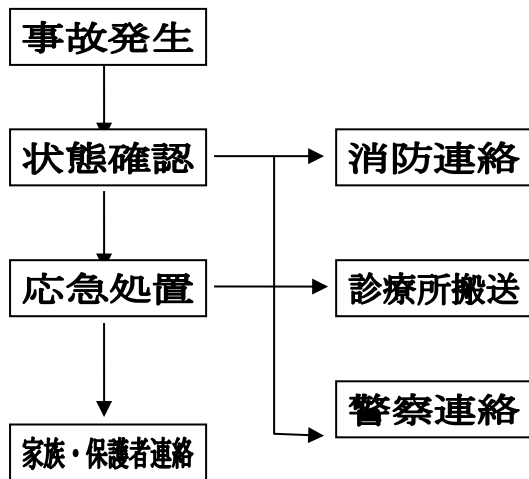 事故発生
状態確認
消防連絡
応急処置
診療所搬送
警察連絡
家族・保護者連絡